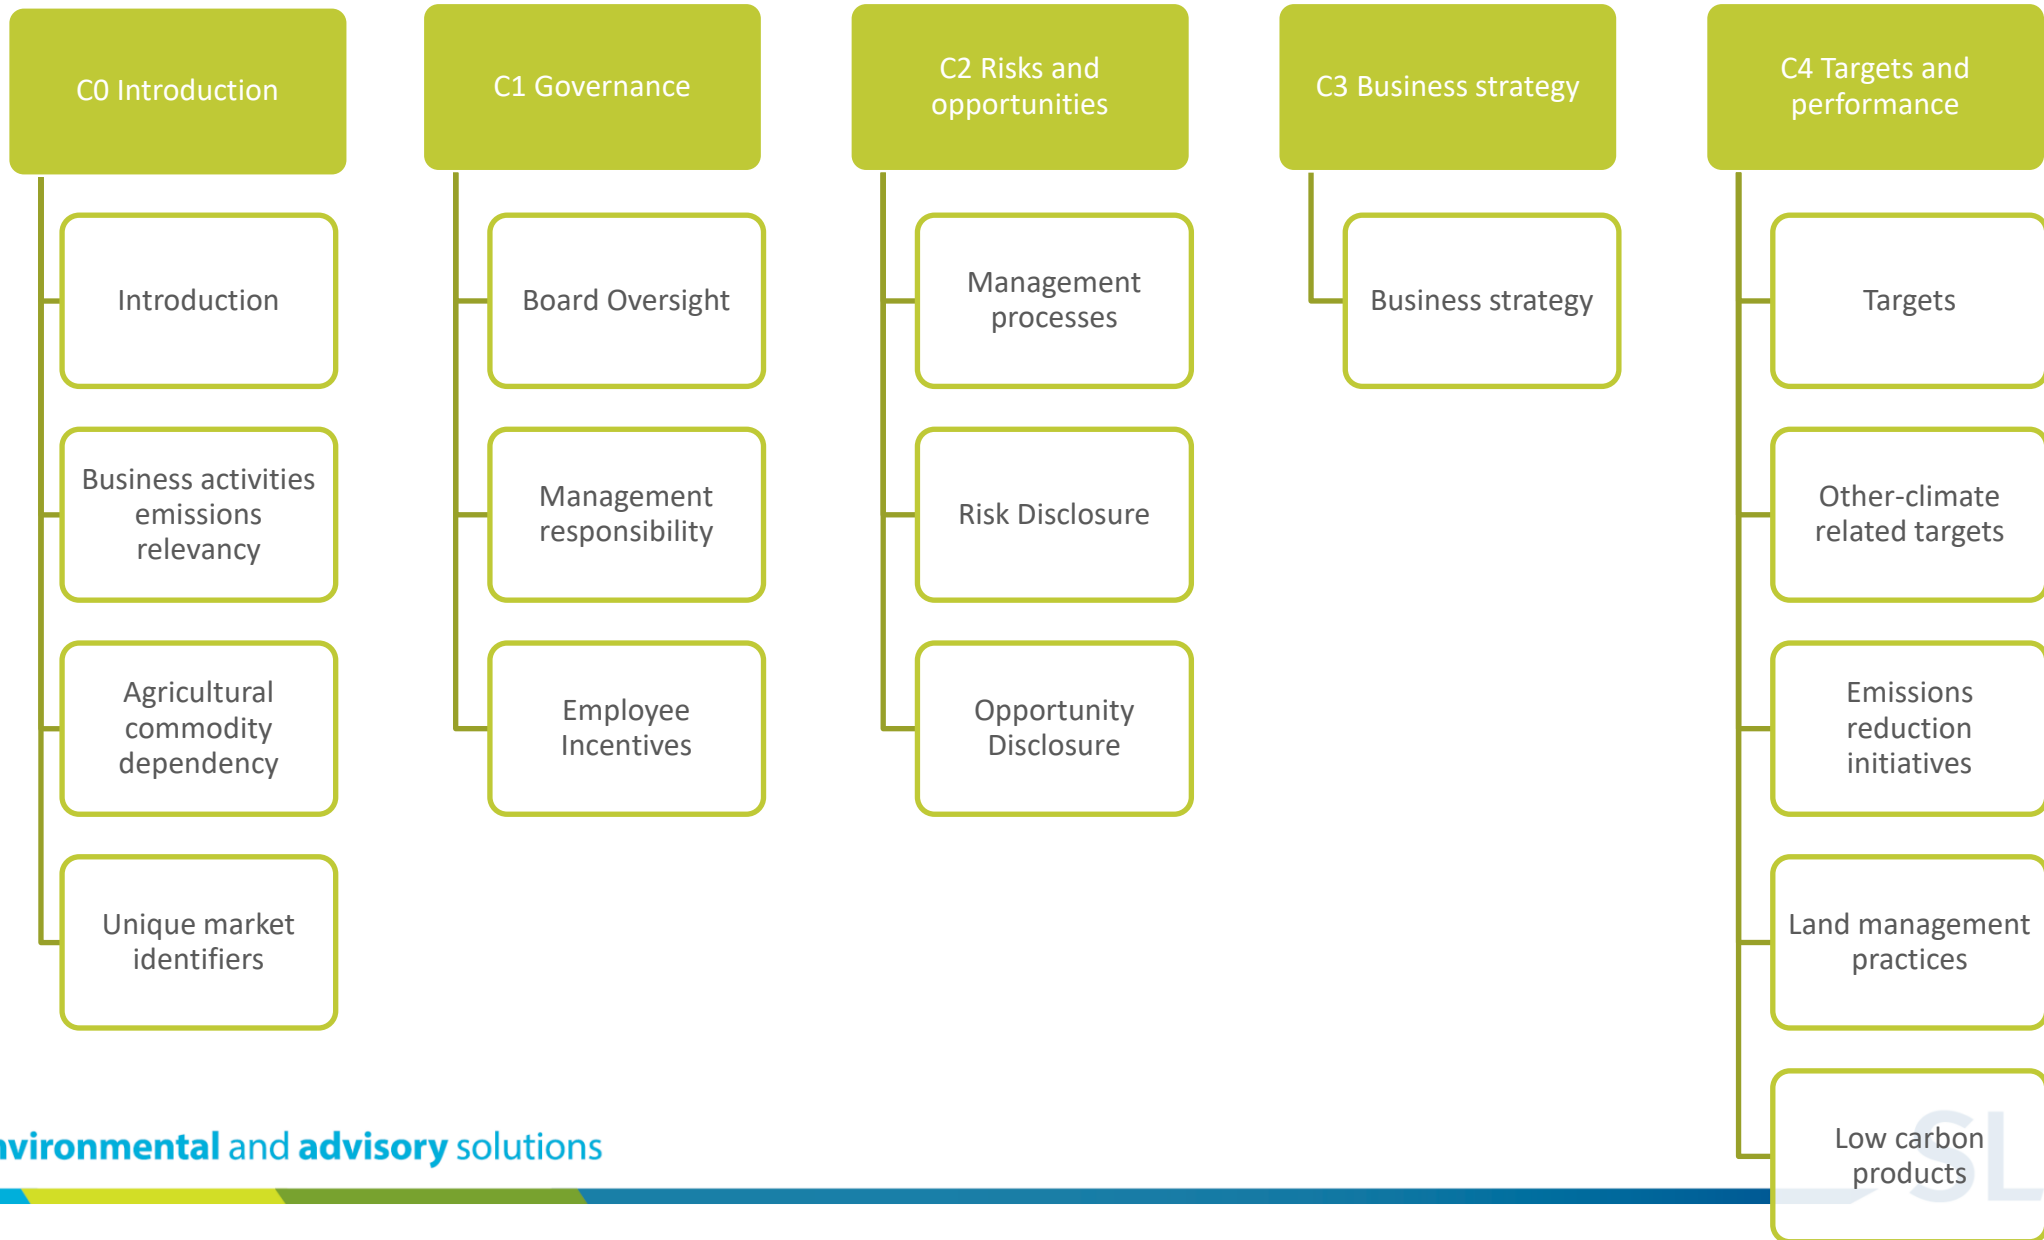 C0 Introduction
Introduction
Business activities
emissions
relevancy
Agricultural
commodity
dependency
Unique market
identifiers
C1 Governance
Board Oversight
Management
responsibility
Employee
Incentives
C2 Risks and
opportunities
Management
processes
Risk Disclosure
Opportunity
Disclosure
C3 Business strategy
Business strategy
C4 Targets and
performance
Targets
Other-climate
related targets
Emissions
reduction
initiatives
Land management
practices
Low carbon
products
nvironmental and advisory solutions
SL